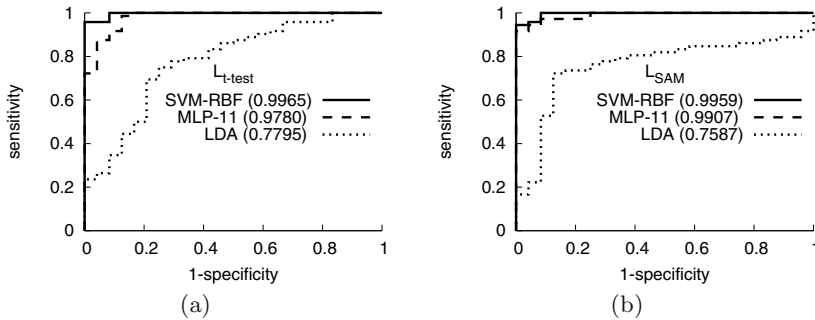 1
0.8
0.6
0.4
0.2
0
sensitivity
L_t-test
SVM-RBF (0.9965)
MLP-11 (0.9780)
LDA (0.7795)
0 0.2 0.4 0.6 0.8 1
1-specificity
(a)
1
0.8
0.6
0.4
0.2
0
sensitivity
L_SAM
SVM-RBF (0.9959)
MLP-11 (0.9907)
LDA (0.7587)
0 0.2 0.4 0.6 0.8 1
1-specificity
(b)